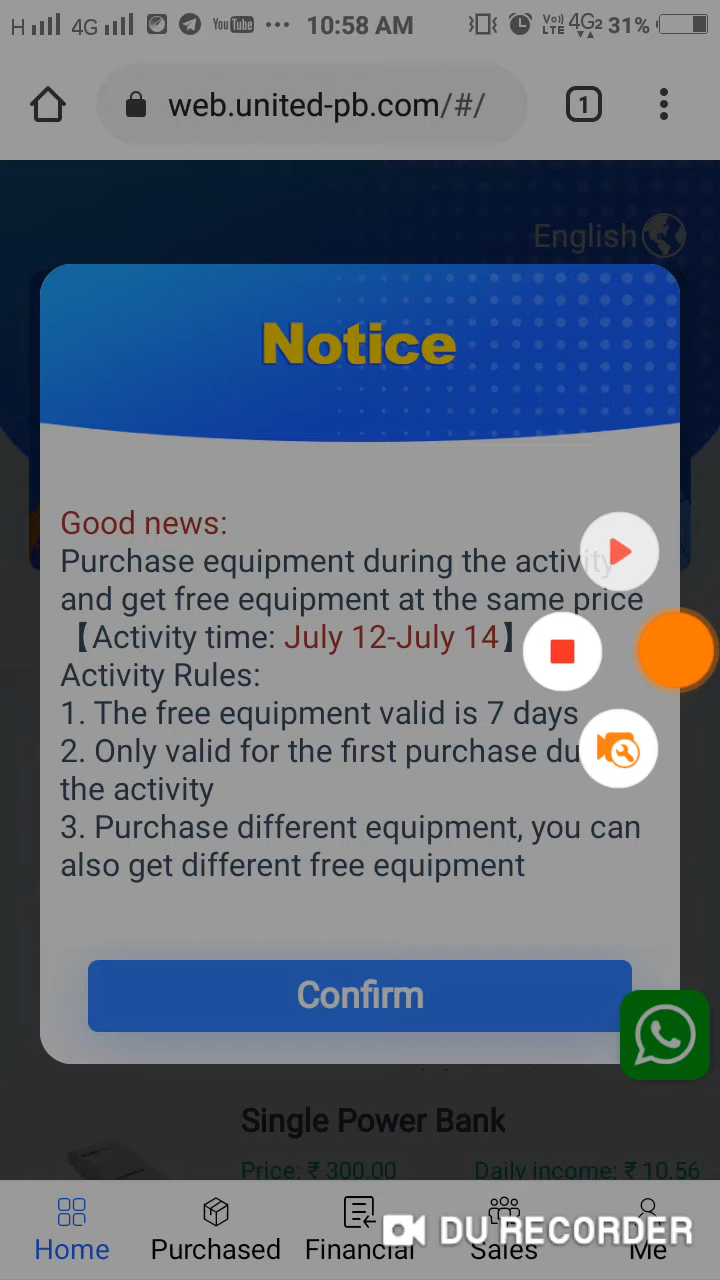 H 4G YouTube ••• 10:58 AM Vo)) LTE 4G2 31%
web.united-pb.com/#/ 1
English
Notice
Good news:
Purchase equipment during the activity
and get free equipment at the same price
【Activity time: July 12-July 14】
Activity Rules:
1. The free equipment valid is 7 days
2. Only valid for the first purchase du
the activity
3. Purchase different equipment, you can
also get different free equipment
Confirm
Single Power Bank
Price: ₹ 300.00 Daily income: ₹ 10.56
Home Purchased Financial Sales Me
DU RECORDER